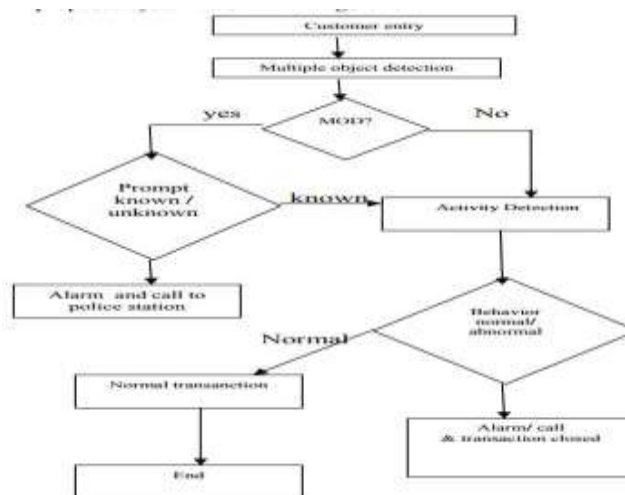 Customer entry
Multiple object detection
MOD?
yes
No
Prompt
known /
unknown
known
Activity Detection
Alarm and call to
police station
Behavior
normal/
abnormal
Normal
Normal transanction
Alarm/ call
& transaction closed
End